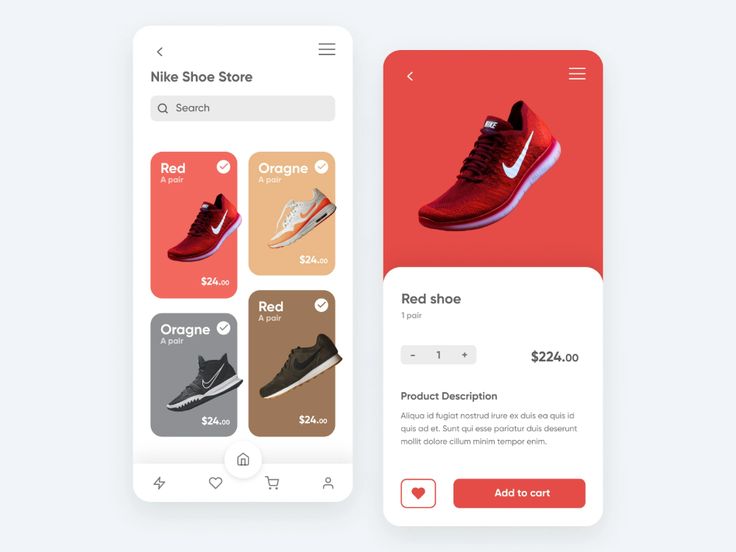 Nike Shoe Store
Search
Red
A pair
$24.00
Oragne
A pair
$24.00
Oragne
A pair
$24.00
Red
A pair
$24.00
NIKE
Red shoe
1 pair
- 1 +
$224.00
Product Description
Aliqua id fugiat nostrud irure ex duis ea quis id
quis ad et. Sunt qui esse pariatur duis deserunt
mollit dolore cillum minim tempor enim.
Add to cart